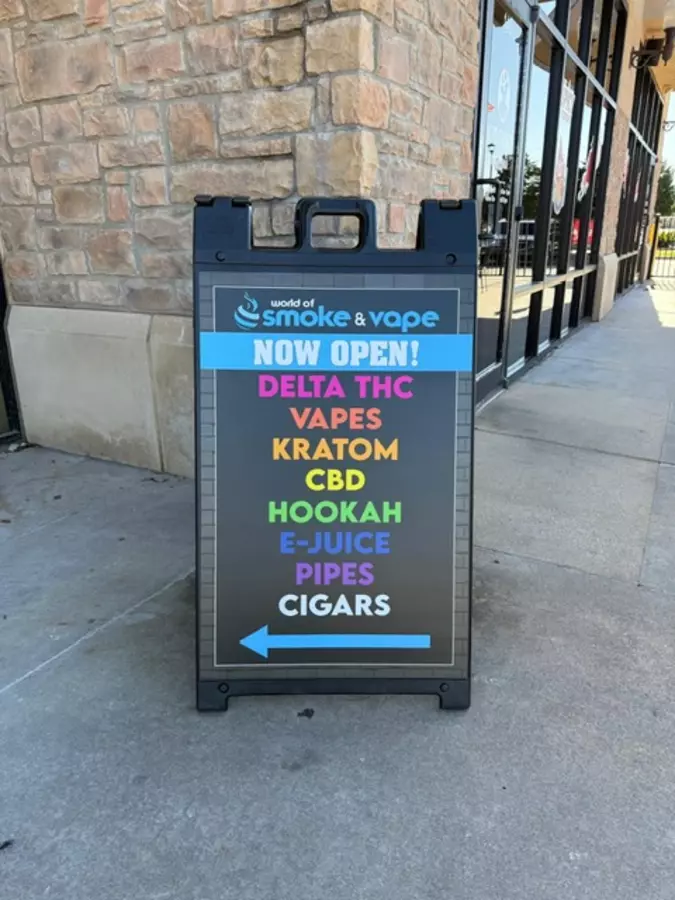 world of
smoke & vape
NOW OPEN!
DELTA THC
VAPES
KRATOM
CBD
HOOKAH
E-JUICE
PIPES
CIGARS